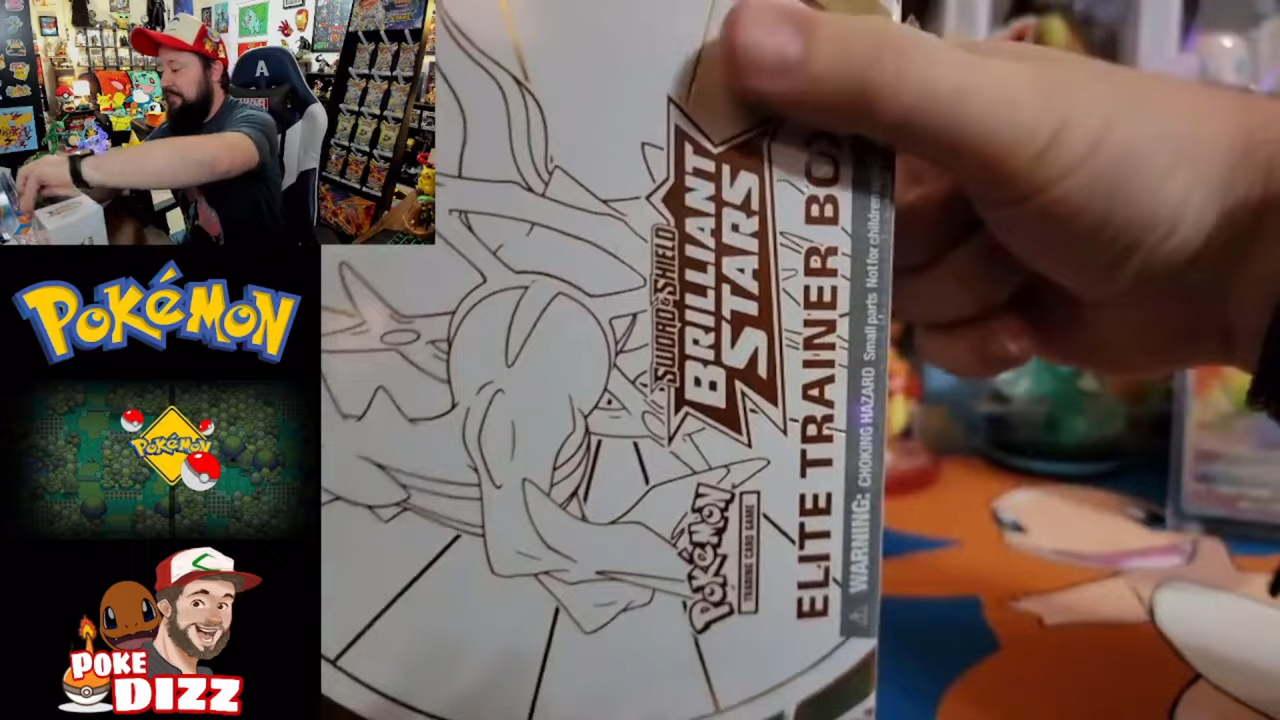 A
POKéMON
POKéMON
POKE
DIZZ
SWORD & SHIELD
BRILLIANT
STARS
POKéMON
TRADING CARD GAME
ELITE TRAINER BO
WARNING: CHOKING HAZARD Small parts Not for children